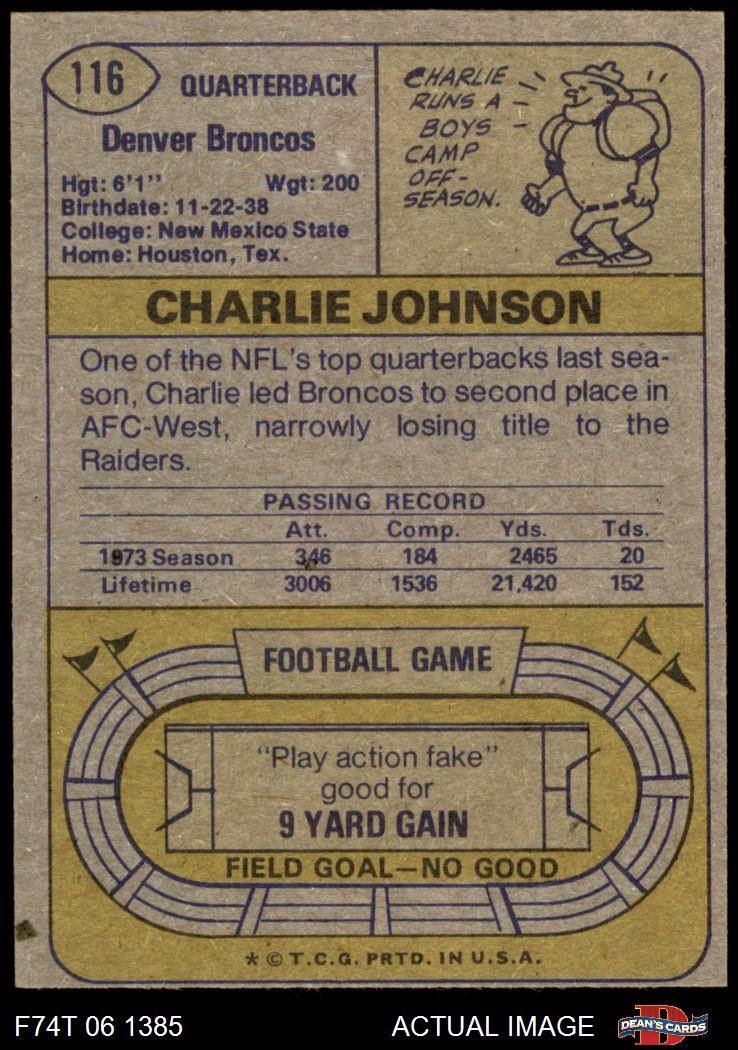 116
QUARTERBACK
Denver Broncos
Hgt: 6'1" Wgt: 200
Birthdate: 11-22-38
College: New Mexico State
Home: Houston, Tex.
CHARLIE
RUNS A
BOYS
CAMP
OFF-
SEASON.
CHARLIE JOHNSON
One of the NFL's top quarterbacks last sea-
son, Charlie led Broncos to second place in
AFC-West, narrowly losing title to the
Raiders.
PASSING RECORD
Att. Comp. Yds. Tds.
1973 Season 346 184 2465 20
Lifetime 3006 1536 21,420 152
FOOTBALL GAME
"Play action fake"
good for
9 YARD GAIN
FIELD GOAL—NO GOOD
* © T.C.G. PRTD. IN U.S.A.
F74T 06 1385 ACTUAL IMAGE
D
DEAN'S CARDS